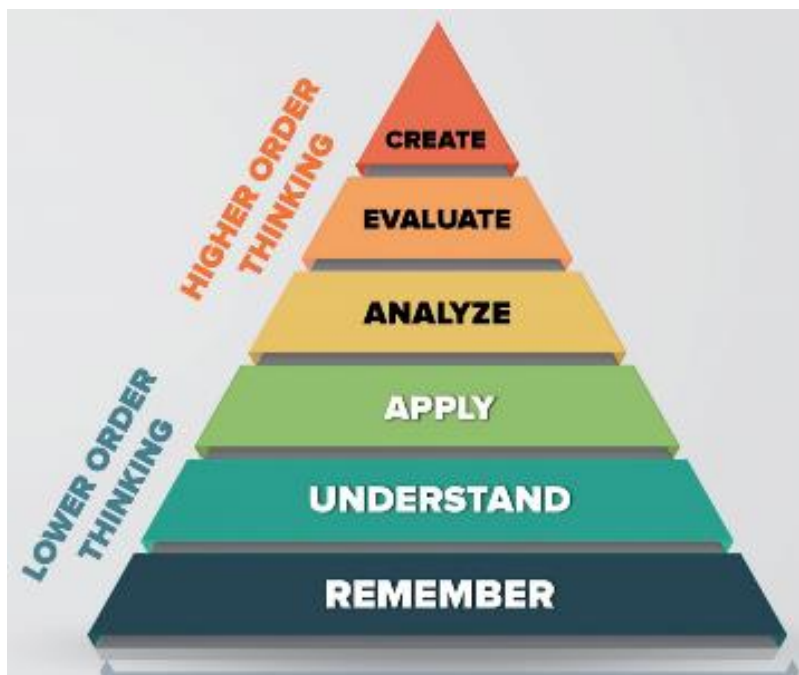 HIGHER ORDER
THINKING
CREATE
EVALUATE
ANALYZE
LOWER ORDER
THINKING
APPLY
UNDERSTAND
REMEMBER